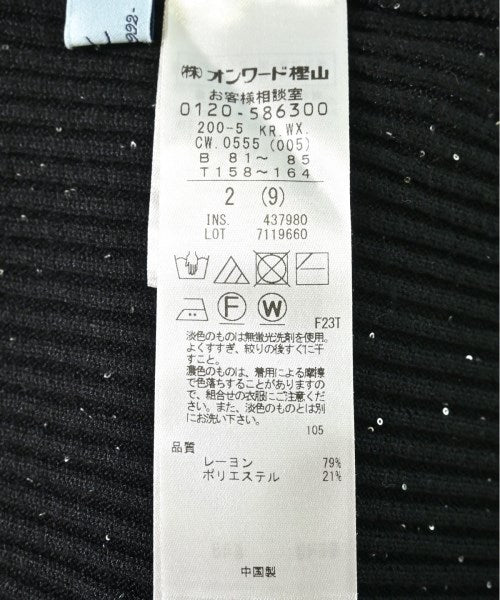 (株)オンワード樫山
お客様相談室
0120-586300
200-5 KR.WX.
CW.0555 (005)
B 81～ 85
T158～164
2 (9)
INS. 437980
LOT 7119660
F W
F23T
淡色のものは無蛍光洗剤を使用。
よくすすぎ、絞りの後すぐに干
すこと。
濃色のものは、着用による摩擦
で色落ちすることがありますの
で、組合せの衣服にご注意くだ
さい。また、淡色のものとは別
にお洗い下さい。
105
品質
レーヨン 79%
ポリエステル 21%
中国製